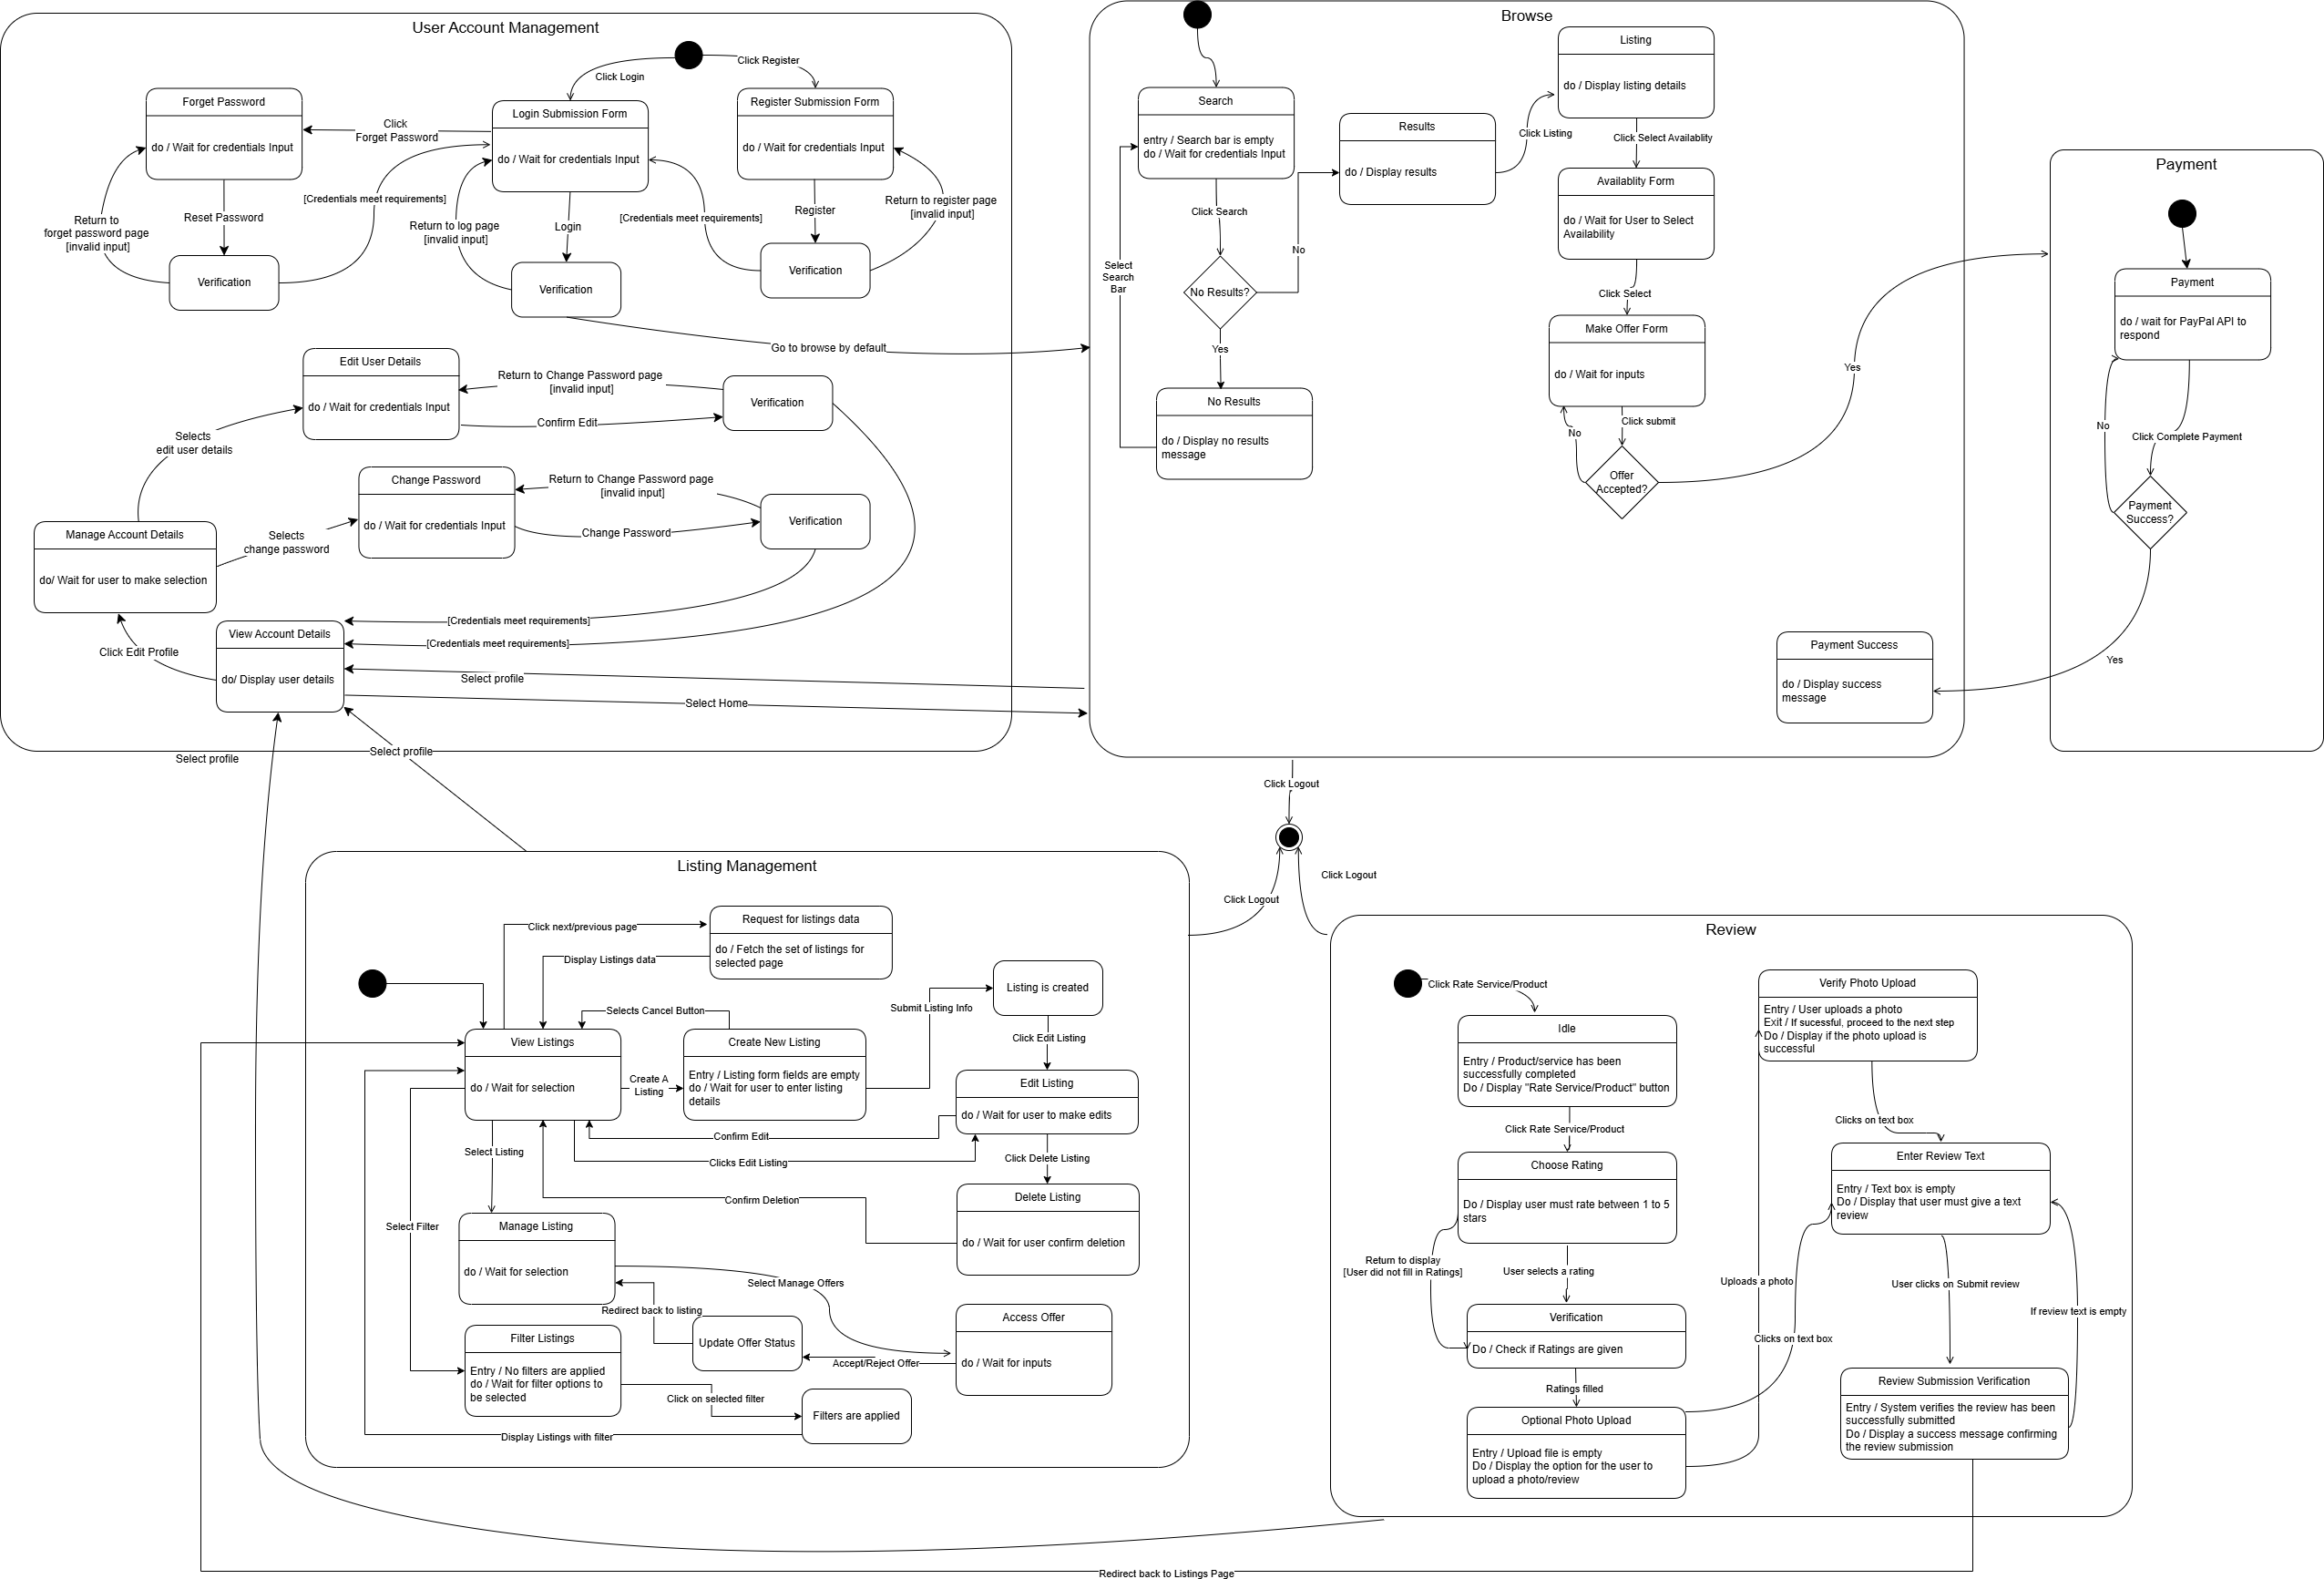 User Account Management
Click Login
Click Register
Forget Password
do / Wait for credentials Input
Click
Forget Password
Login Submission Form
do / Wait for credentials Input
Register Submission Form
do / Wait for credentials Input
Return to
forget password page
[invalid input]
Reset Password
[Credentials meet requirements]
Return to log page
[invalid input]
Login
[Credentials meet requirements]
Register
Return to register page
[invalid input]
Verification
Verification
Verification
Go to browse by default
Edit User Details
do / Wait for credentials Input
Return to Change Password page
[invalid input]
Confirm Edit
Verification
Selects
edit user details
Change Password
do / Wait for credentials Input
Return to Change Password page
[invalid input]
Change Password
Verification
Manage Account Details
do/ Wait for user to make selection
Selects
change password
[Credentials meet requirements]
[Credentials meet requirements]
View Account Details
do/ Display user details
Click Edit Profile
Select profile
Select Home
Select profile
Select profile
Browse
Search
entry / Search bar is empty
do / Wait for credentials Input
Click Search
Select
Search
Bar
No Results?
No
Yes
No Results
do / Display no results
message
Results
do / Display results
Click Listing
Listing
do / Display listing details
Click Select Availablity
Availablity Form
do / Wait for User to Select
Availability
Click Select
Make Offer Form
do / Wait for inputs
Click submit
No
Offer
Accepted?
Yes
Payment Success
do / Display success
message
Payment
Payment
do / wait for PayPal API to
respond
No
Click Complete Payment
Payment
Success?
Yes
Click Logout
Click Logout
Click Logout
Listing Management
Click next/previous page
Request for listings data
do / Fetch the set of listings for
selected page
Display Listings data
Selects Cancel Button
View Listings
do / Wait for selection
Create A
Listing
Create New Listing
Entry / Listing form fields are empty
do / Wait for user to enter listing
details
Submit Listing Info
Listing is created
Click Edit Listing
Edit Listing
do / Wait for user to make edits
Confirm Edit
Clicks Edit Listing
Click Delete Listing
Select Listing
Confirm Deletion
Delete Listing
do / Wait for user confirm deletion
Select Filter
Manage Listing
do / Wait for selection
Select Manage Offers
Redirect back to listing
Update Offer Status
Accept/Reject Offer
Access Offer
do / Wait for inputs
Filter Listings
Entry / No filters are applied
do / Wait for filter options to
be selected
Click on selected filter
Filters are applied
Display Listings with filter
Review
Click Rate Service/Product
Idle
Entry / Product/service has been
successfully completed
Do / Display "Rate Service/Product" button
Click Rate Service/Product
Choose Rating
Do / Display user must rate between 1 to 5
stars
Return to display
[User did not fill in Ratings]
User selects a rating
Verification
Do / Check if Ratings are given
Ratings filled
Optional Photo Upload
Entry / Upload file is empty
Do / Display the option for the user to
upload a photo/review
Uploads a photo
Clicks on text box
Verify Photo Upload
Entry / User uploads a photo
Exit / If sucessful, proceed to the next step
Do / Display if the photo upload is
successful
Clicks on text box
Enter Review Text
Entry / Text box is empty
Do / Display that user must give a text
review
User clicks on Submit review
If review text is empty
Review Submission Verification
Entry / System verifies the review has been
successfully submitted
Do / Display a success message confirming
the review submission
Redirect back to Listings Page